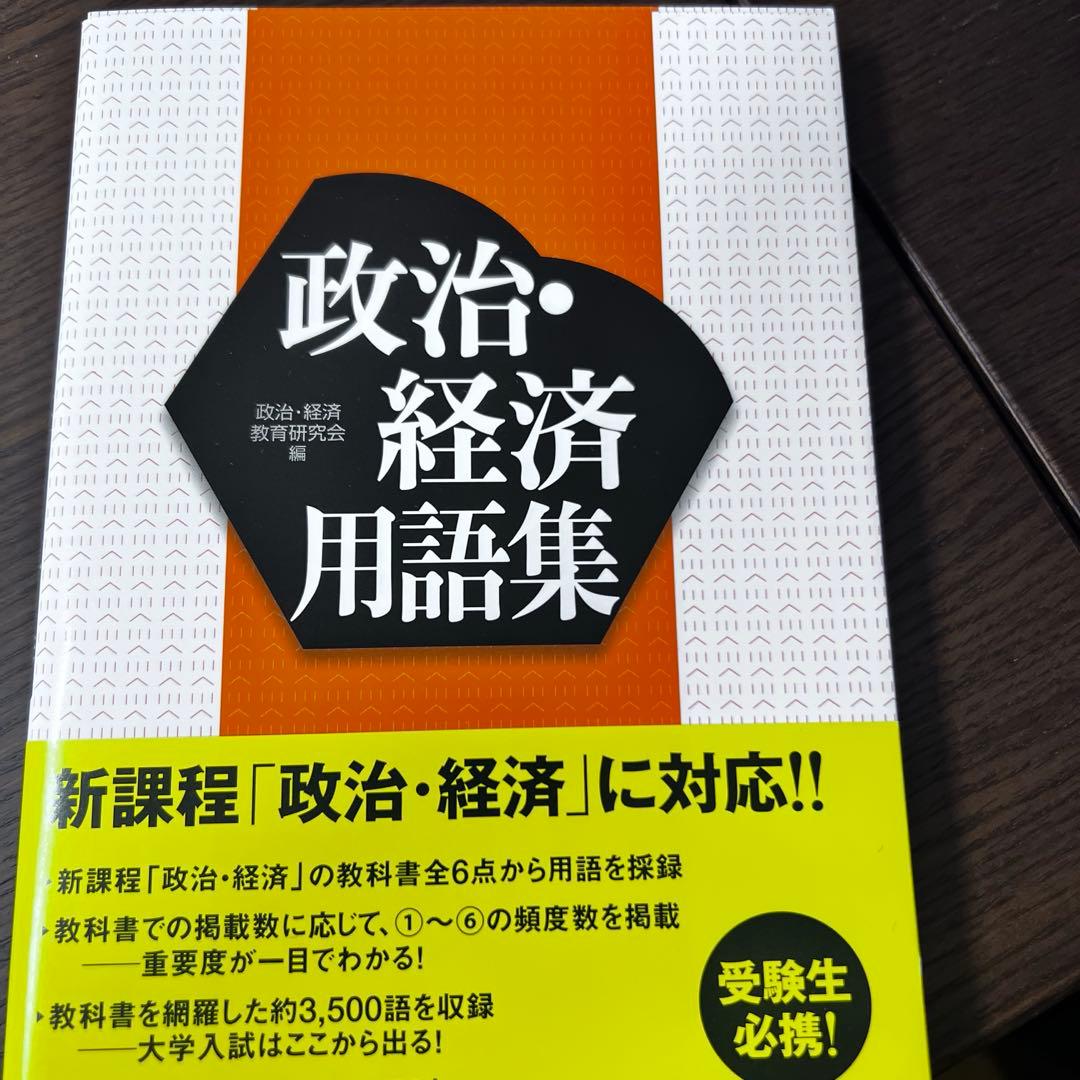 政治・
経済
用語集
政治・経済
教育研究会
編
新課程「政治・経済」に対応!!
▶新課程「政治・経済」の教科書全6点から用語を採録
▶教科書での掲載数に応じて、①～⑥の頻度数を掲載
――重要度が一目でわかる!
▶教科書を網羅した約3,500語を収録
――大学入試はここから出る!
受験生
必携!